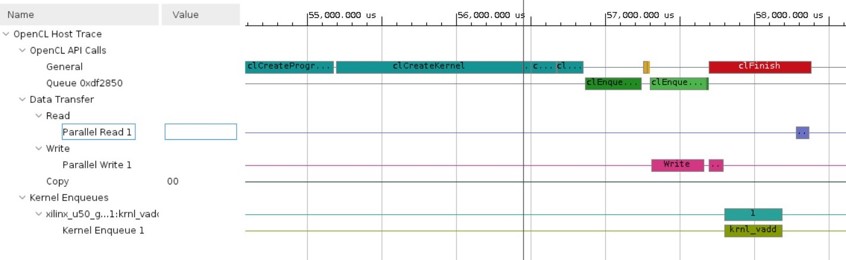 Name Value 55,000.000 us 56,000.000 us 57,000.000 us 58,000.000 us
OpenCL Host Trace
OpenCL API Calls
General clCreateProgr... clCreateKernel c... cl... clFinish
Queue 0xdf2850 clEnque... clEnque...
Data Transfer
Read
Parallel Read 1 ..
Write
Parallel Write 1 Write ..
Copy 00
Kernel Enqueues
xilinx_u50_g...1:krnl_vadd 1
Kernel Enqueue 1 krnl_vadd